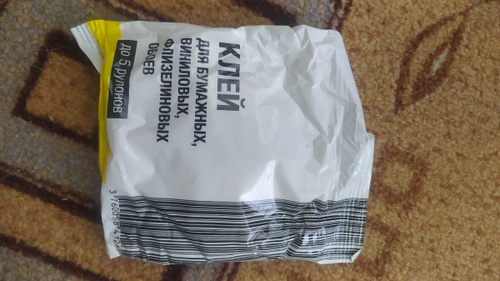 КЛЕЙ
ДЛЯ БУМАЖНЫХ,
ВИНИЛОВЫХ,
ФЛИЗЕЛИНОВЫХ
ОБОЕВ
до 5 рулонов